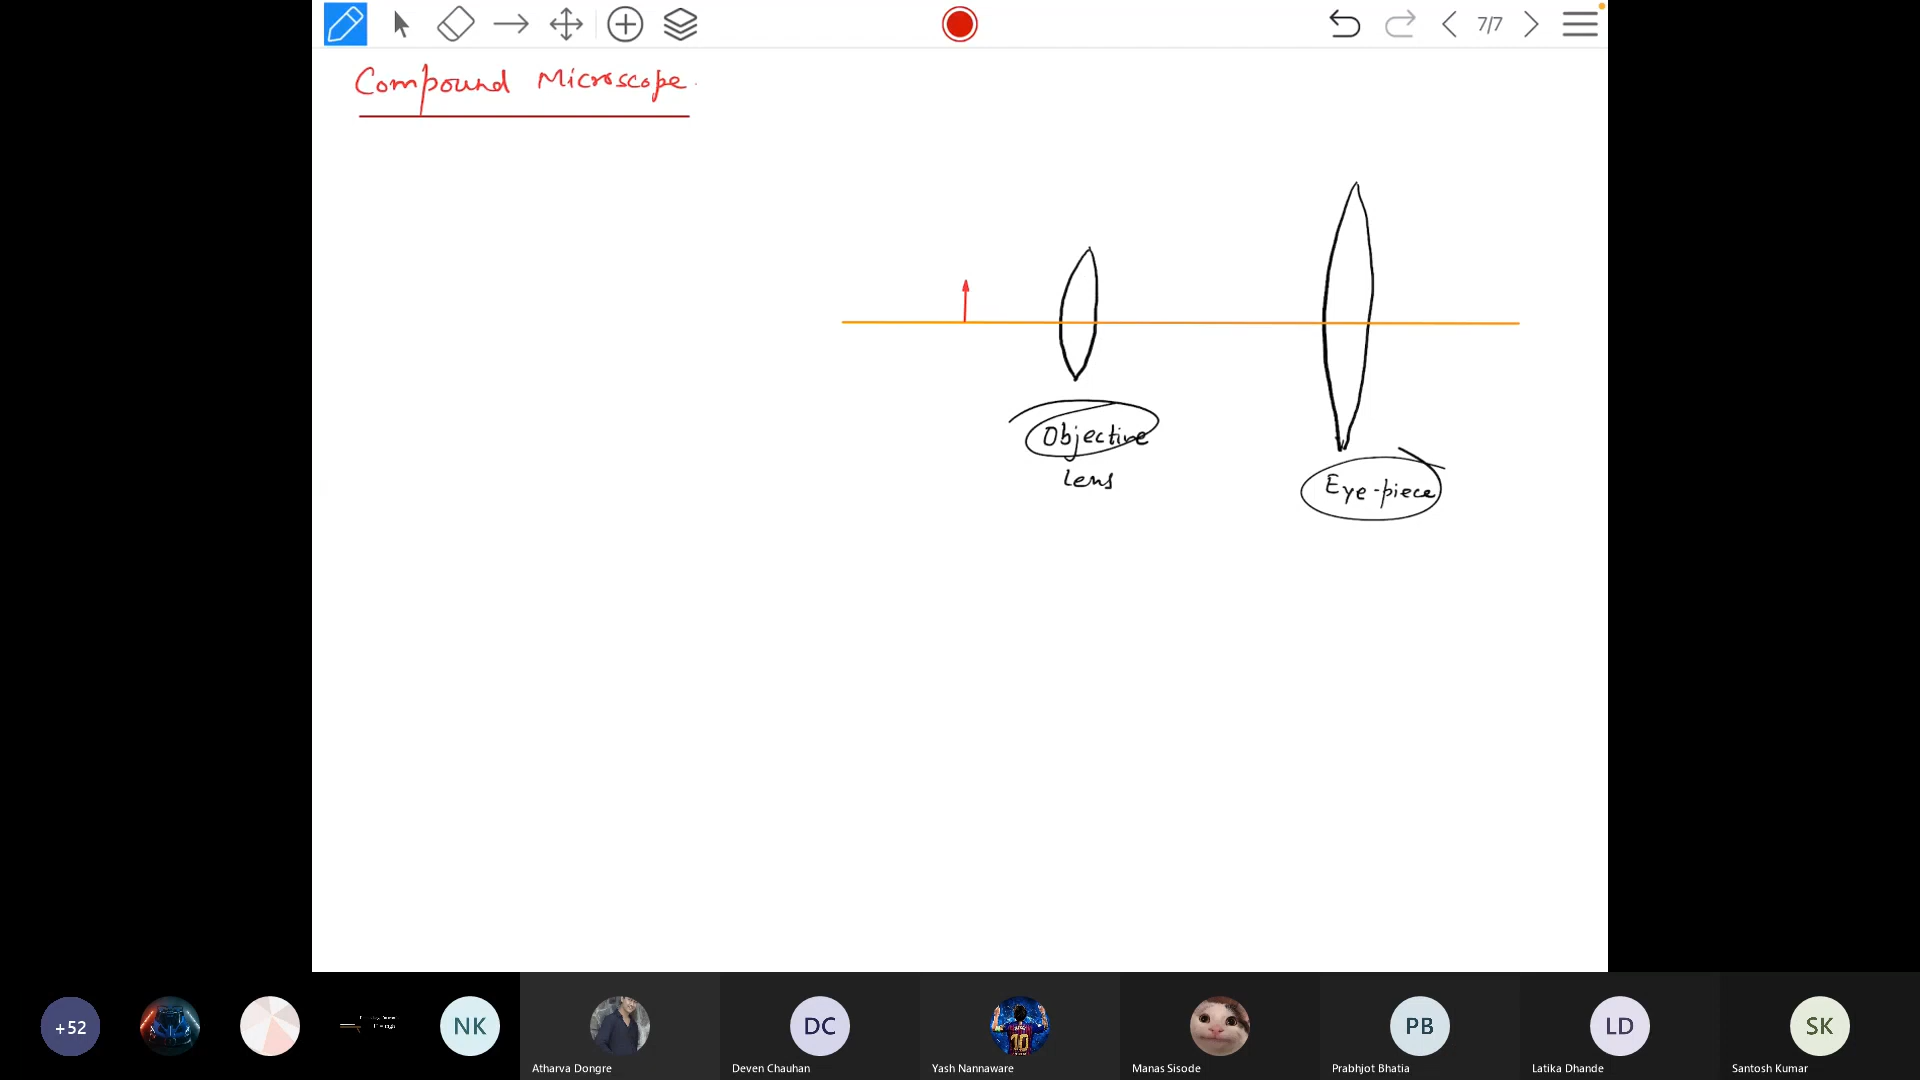 7/7
Compound Microscope.
Objective
lens
Eye-piece
+52
NK
DC
10
PB
LD
SK
Atharva Dongre
Deven Chauhan
Yash Nannaware
Manas Sisode
Prabhjot Bhatia
Latika Dhande
Santosh Kumar